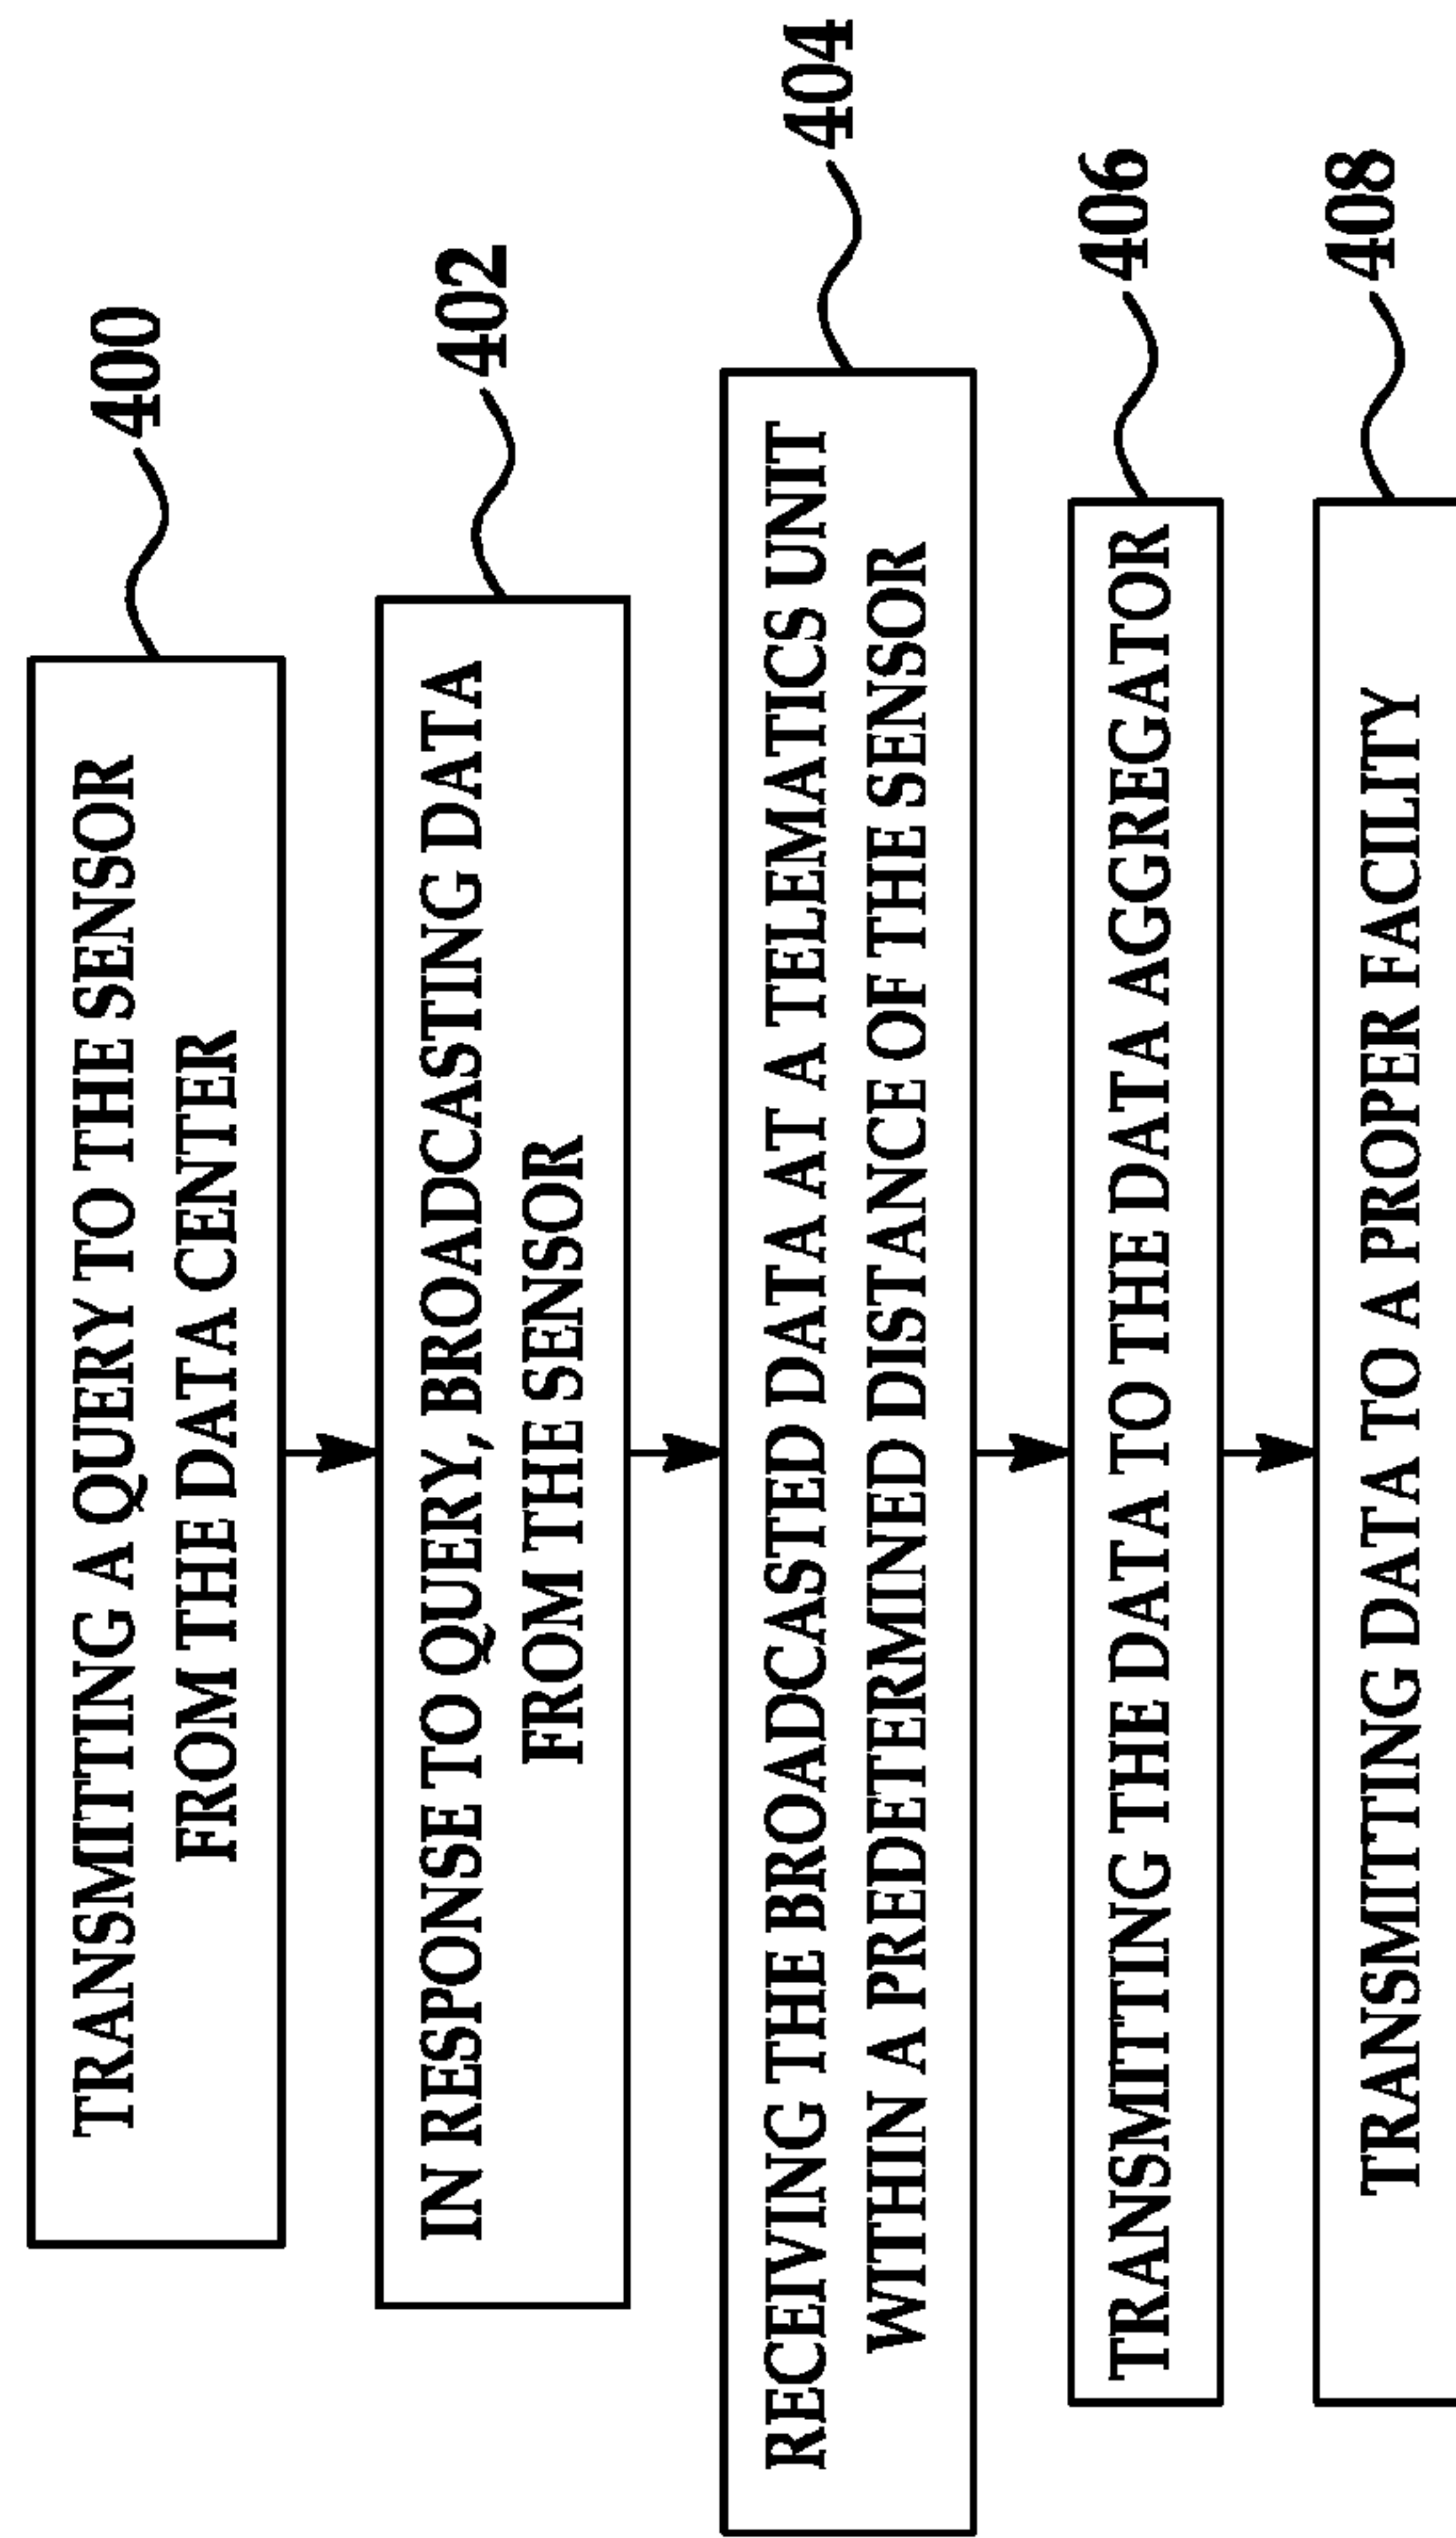 400
TRANSMITTING A QUERY TO THE SENSOR
FROM THE DATA CENTER
402
IN RESPONSE TO QUERY, BROADCASTING DATA
FROM THE SENSOR
404
RECEIVING THE BROADCASTED DATA AT A TELEMATICS UNIT
WITHIN A PREDETERMINED DISTANCE OF THE SENSOR
406
TRANSMITTING THE DATA TO THE DATA AGGREGATOR
408
TRANSMITTING DATA TO A PROPER FACILITY